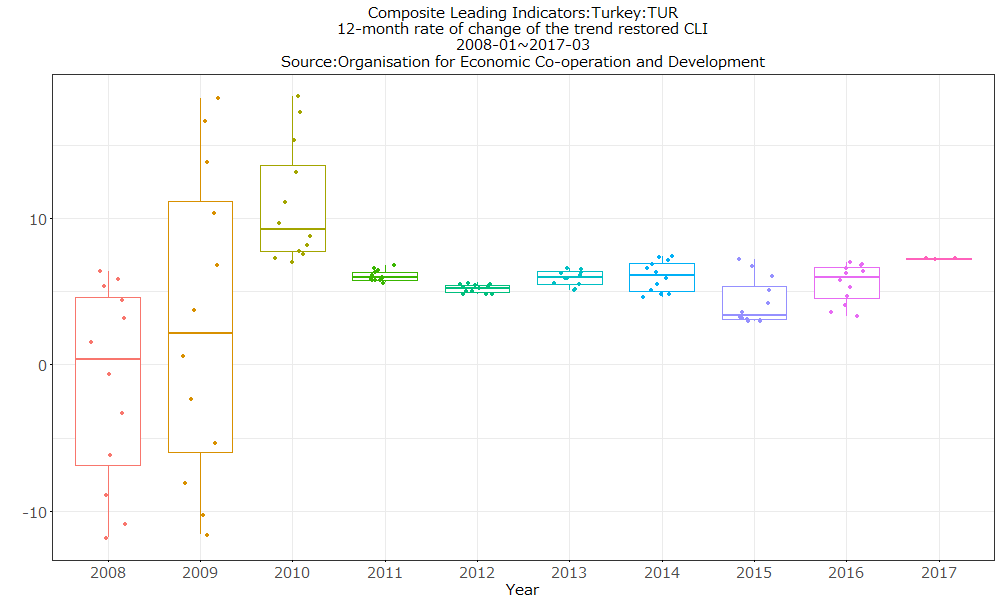 Composite Leading Indicators:Turkey:TUR
12-month rate of change of the trend restored CLI
2008-01~2017-03
Source:Organisation for Economic Co-operation and Development
10
0
-10
2008 2009 2010 2011 2012 2013 2014 2015 2016 2017
Year